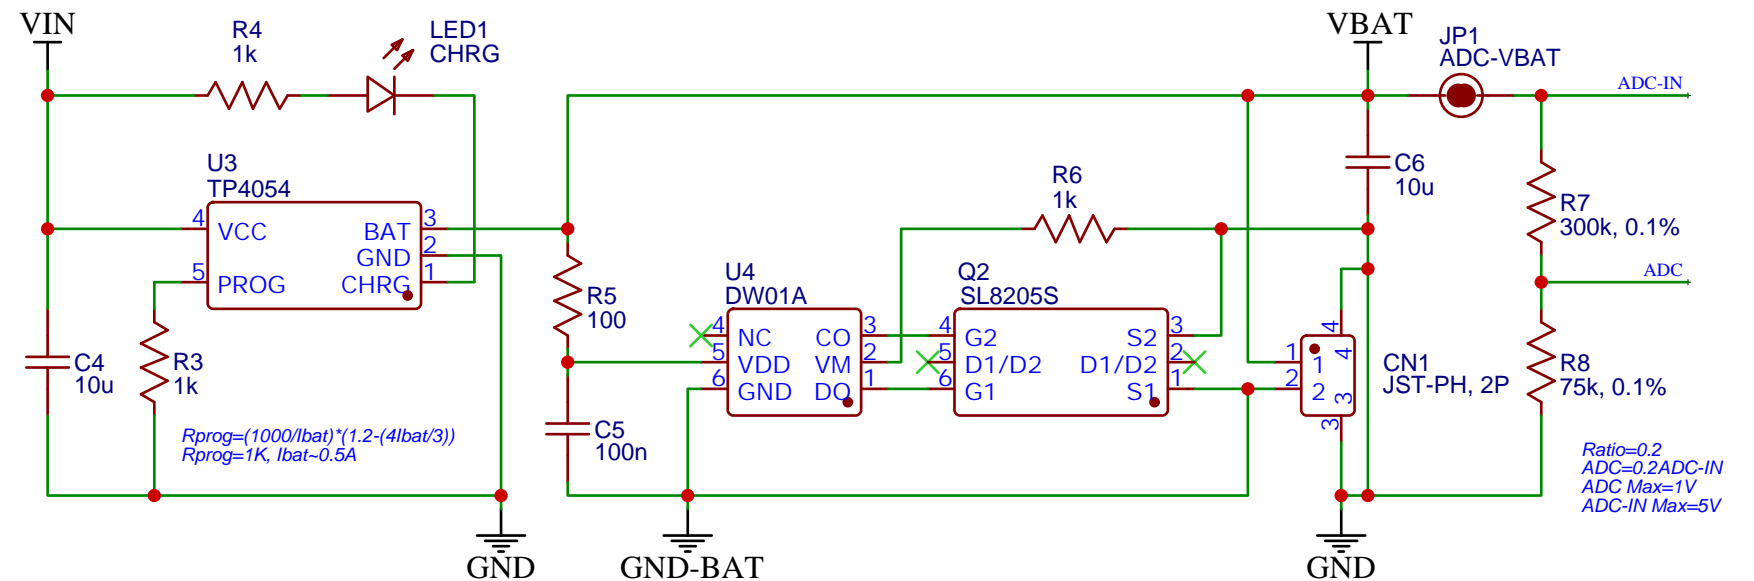 VIN
R4
1k
LED1
CHRG
VBAT
JP1
ADC-VBAT
ADC-IN
U3
TP4054
4
VCC
5
PROG
BAT
3
GND
2
CHRG
1
C4
10u
R3
1k
Rprog=(1000/Ibat)*(1.2-(4Ibat/3))
Rprog=1K, Ibat~0.5A
GND
R5
100
C5
100n
GND-BAT
U4
DW01A
4
NC
5
VDD
6
GND
CO
3
VM
2
DO
1
R6
1k
Q2
SL8205S
4
G2
5
D1/D2
6
G1
S2
3
D1/D2
2
S1
1
C6
10u
1
1
2
2
4
4
3
3
CN1
JST-PH, 2P
GND
R7
300k, 0.1%
ADC
R8
75k, 0.1%
Ratio=0.2
ADC=0.2ADC-IN
ADC Max=1V
ADC-IN Max=5V